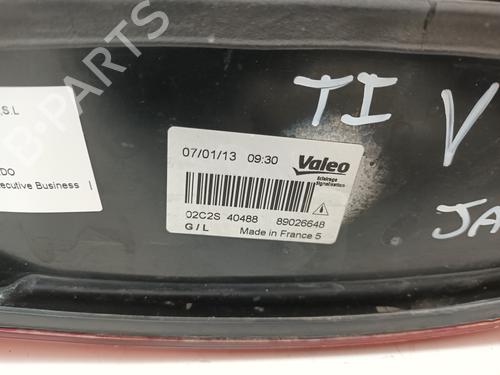 ,S.L
DO
ecutive Business I
07/01/13 09:30 Valeo
Eclairage
Signalisation
02C2S 40488 89026648
G / L Made in France 5
TI V
JA
B-PARTS